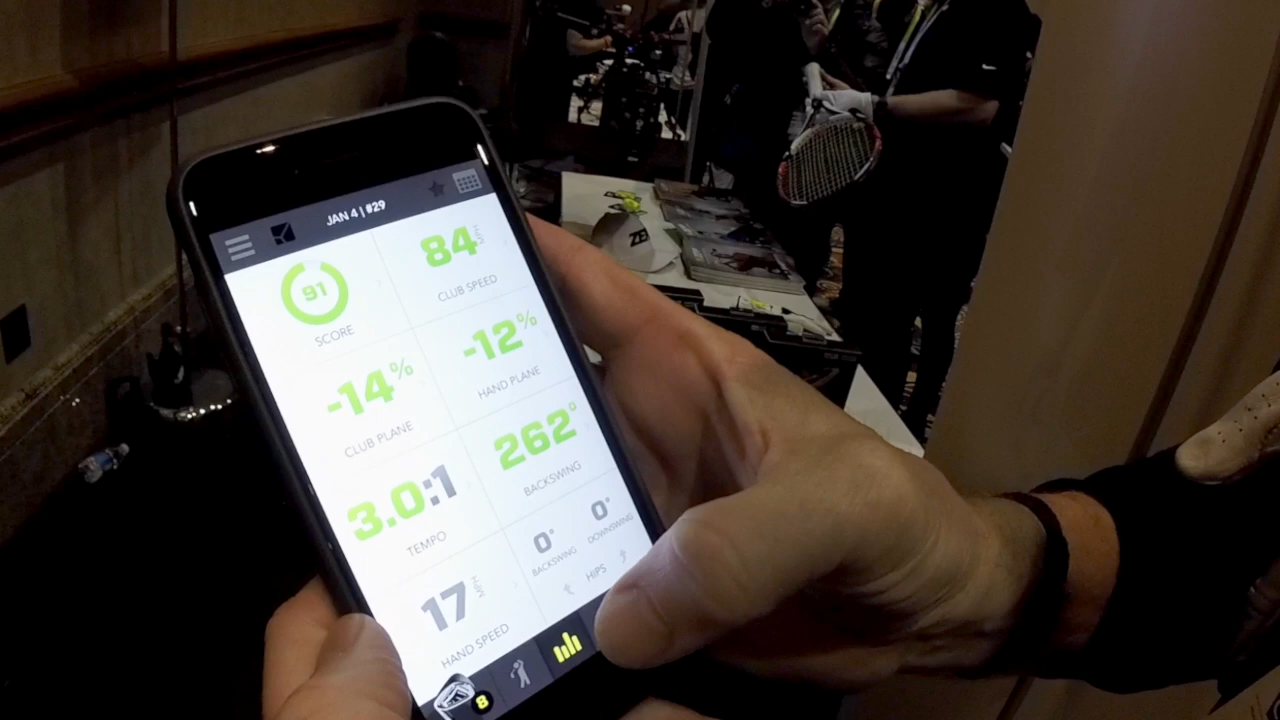 JAN 4 | #29
91
SCORE
84 MPH
CLUB SPEED
-14%
CLUB PLANE
-12%
HAND PLANE
3.0:1
TEMPO
262°
BACKSWING
17 MPH
HAND SPEED
0°
BACKSWING
0°
DOWNSWING
HIPS
8
ZE